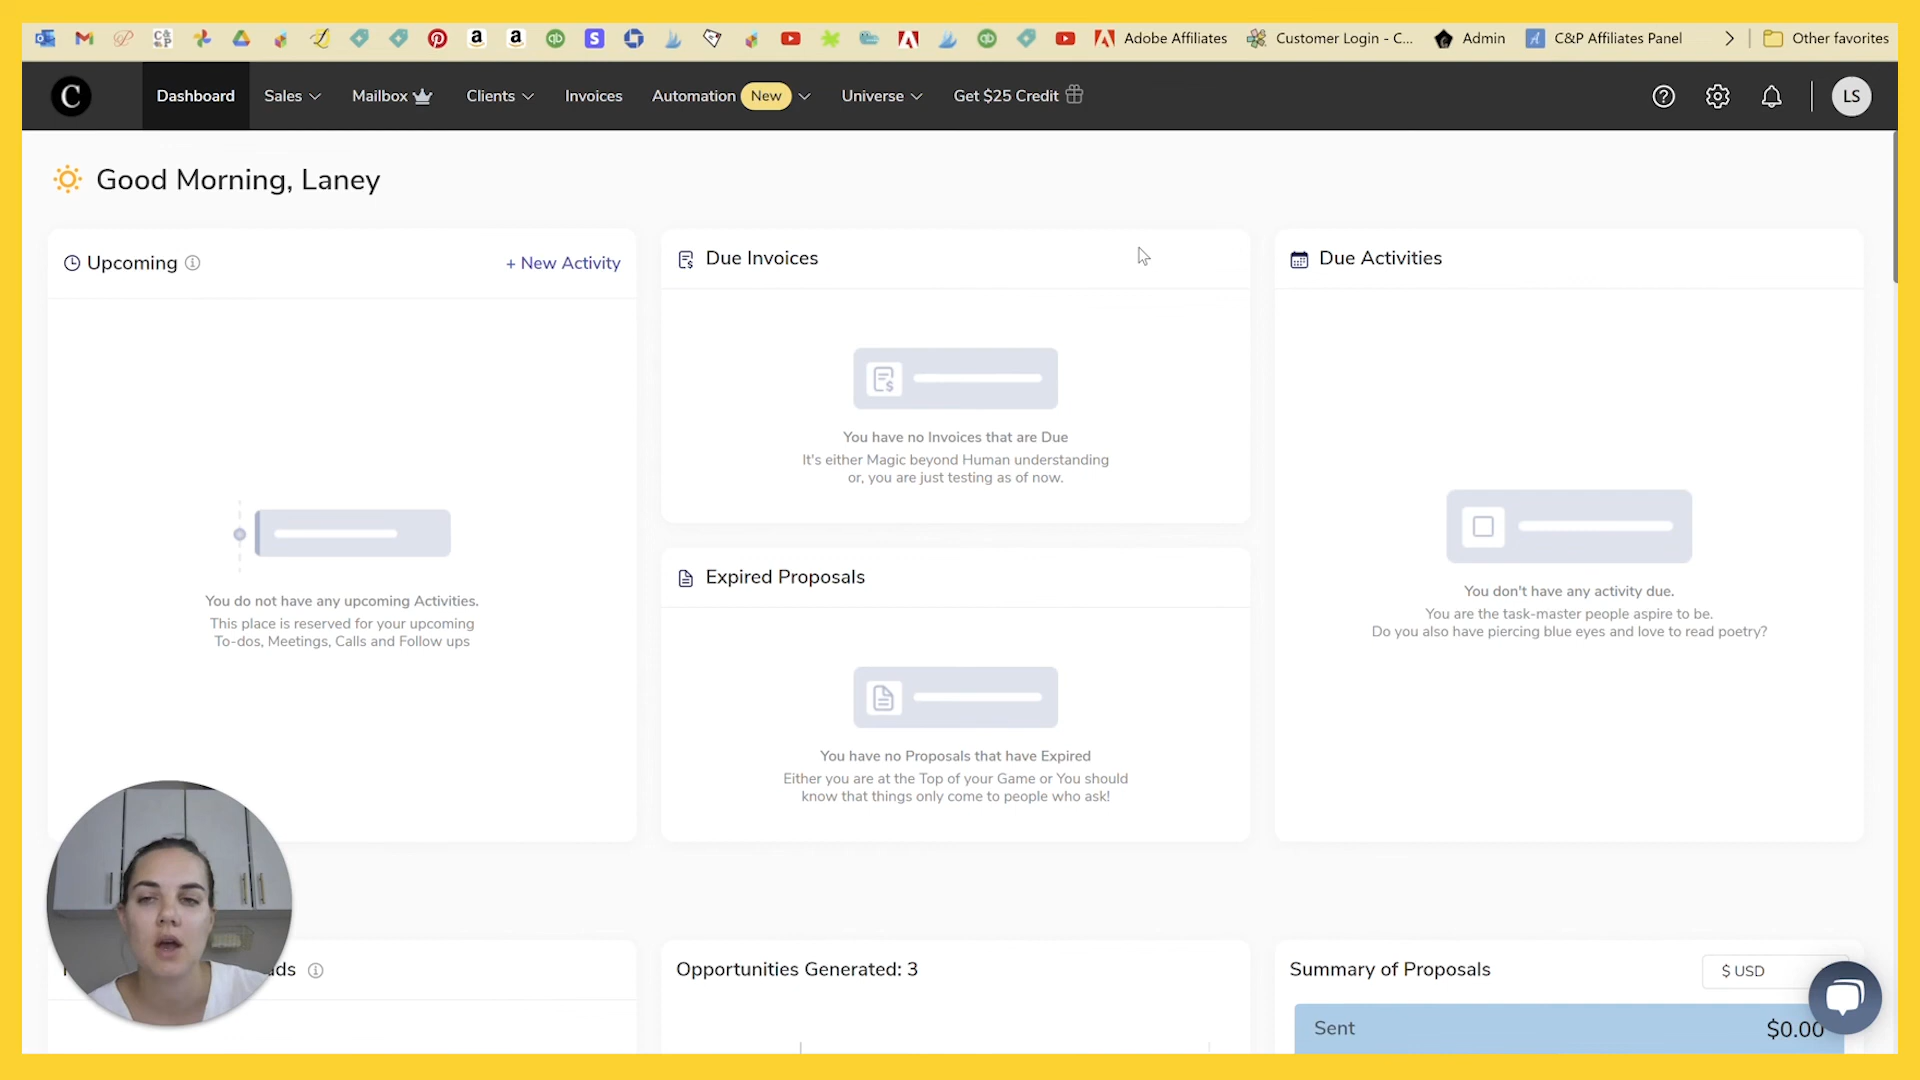 Adobe Affiliates
Customer Login - C...
Admin
C&P Affiliates Panel
Other favorites
C
Dashboard
Sales
Mailbox
Clients
Invoices
Automation New
Universe
Get $25 Credit
LS
Good Morning, Laney
Upcoming
+ New Activity
You do not have any upcoming Activities.
This place is reserved for your upcoming
To-dos, Meetings, Calls and Follow ups
Due Invoices
You have no Invoices that are Due
It's either Magic beyond Human understanding
or, you are just testing as of now.
Expired Proposals
You have no Proposals that have Expired
Either you are at the Top of your Game or You should
know that things only come to people who ask!
Due Activities
You don't have any activity due.
You are the task-master people aspire to be.
Do you also have piercing blue eyes and love to read poetry?
Opportunities Generated: 3
Summary of Proposals
$ USD
Sent
$0.00